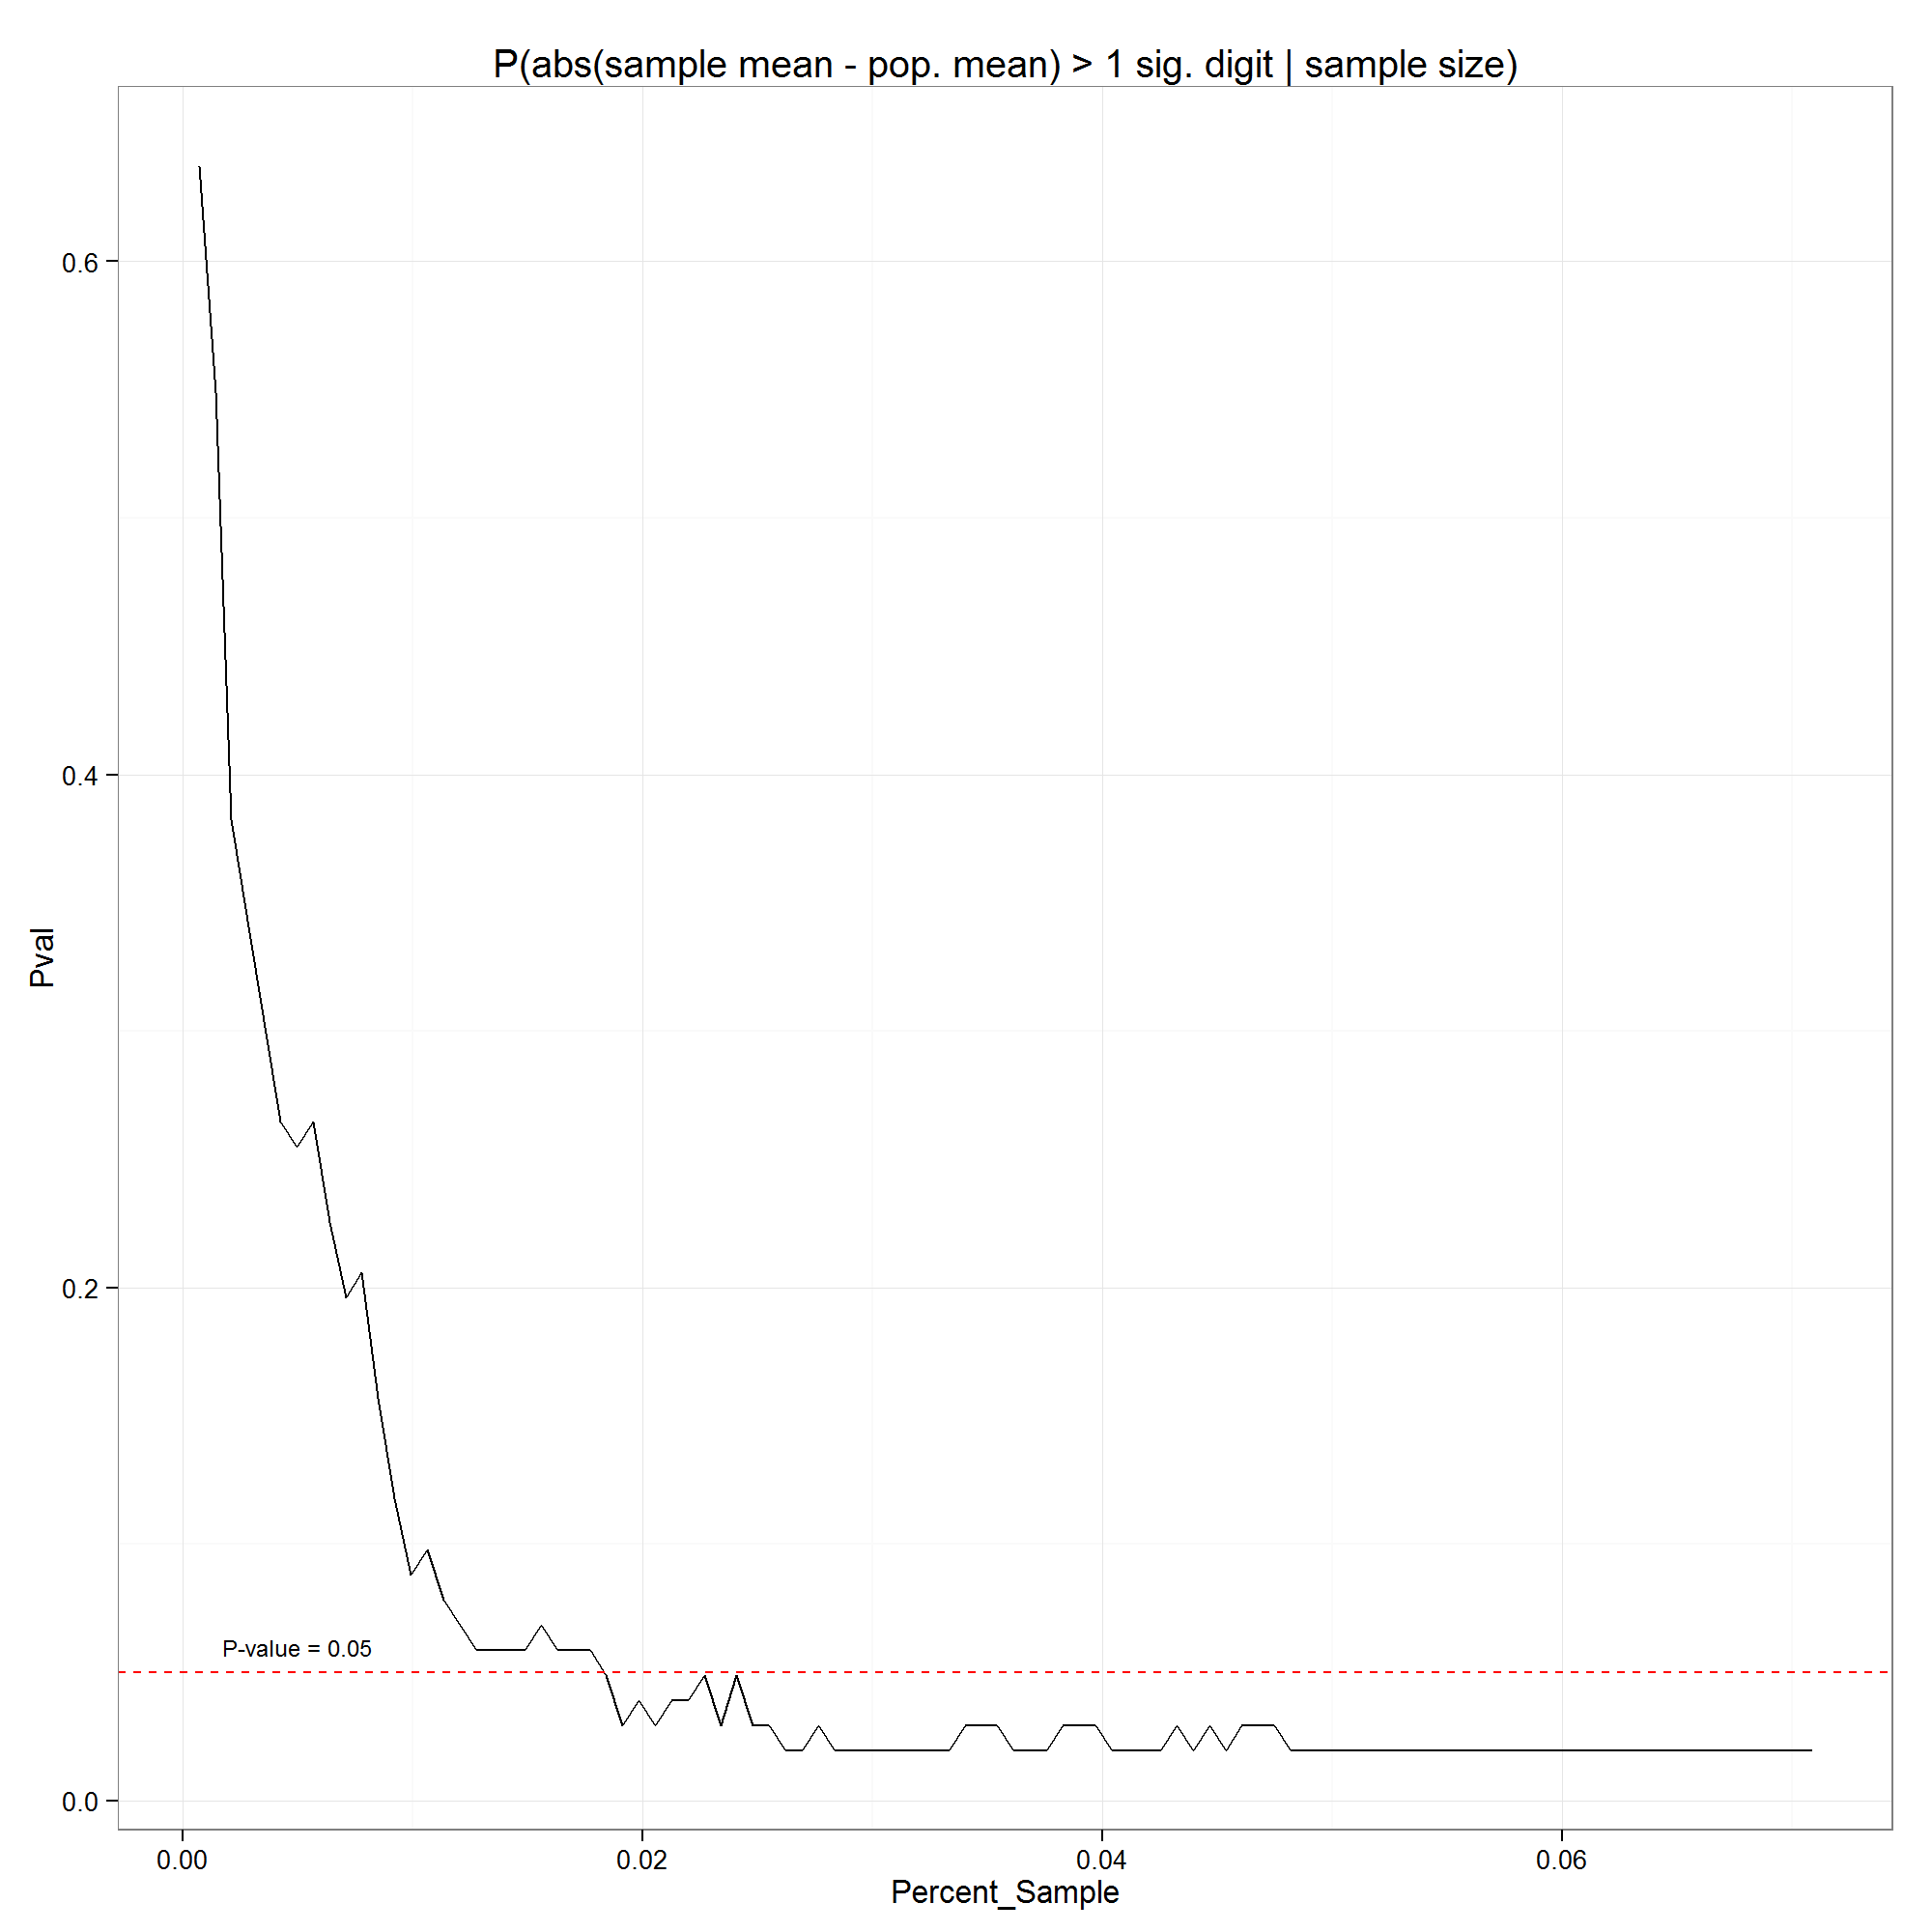 P(abs(sample mean - pop. mean) > 1 sig. digit | sample size)
0.6
0.4
Pval
0.2
P-value = 0.05
0.0
0.00 0.02 0.04 0.06
Percent_Sample